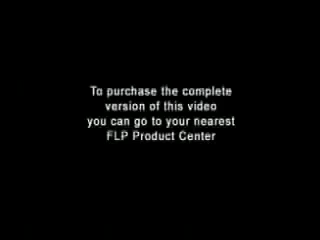 To purchase the complete
version of this video
you can go to your nearest
FLP Product Center